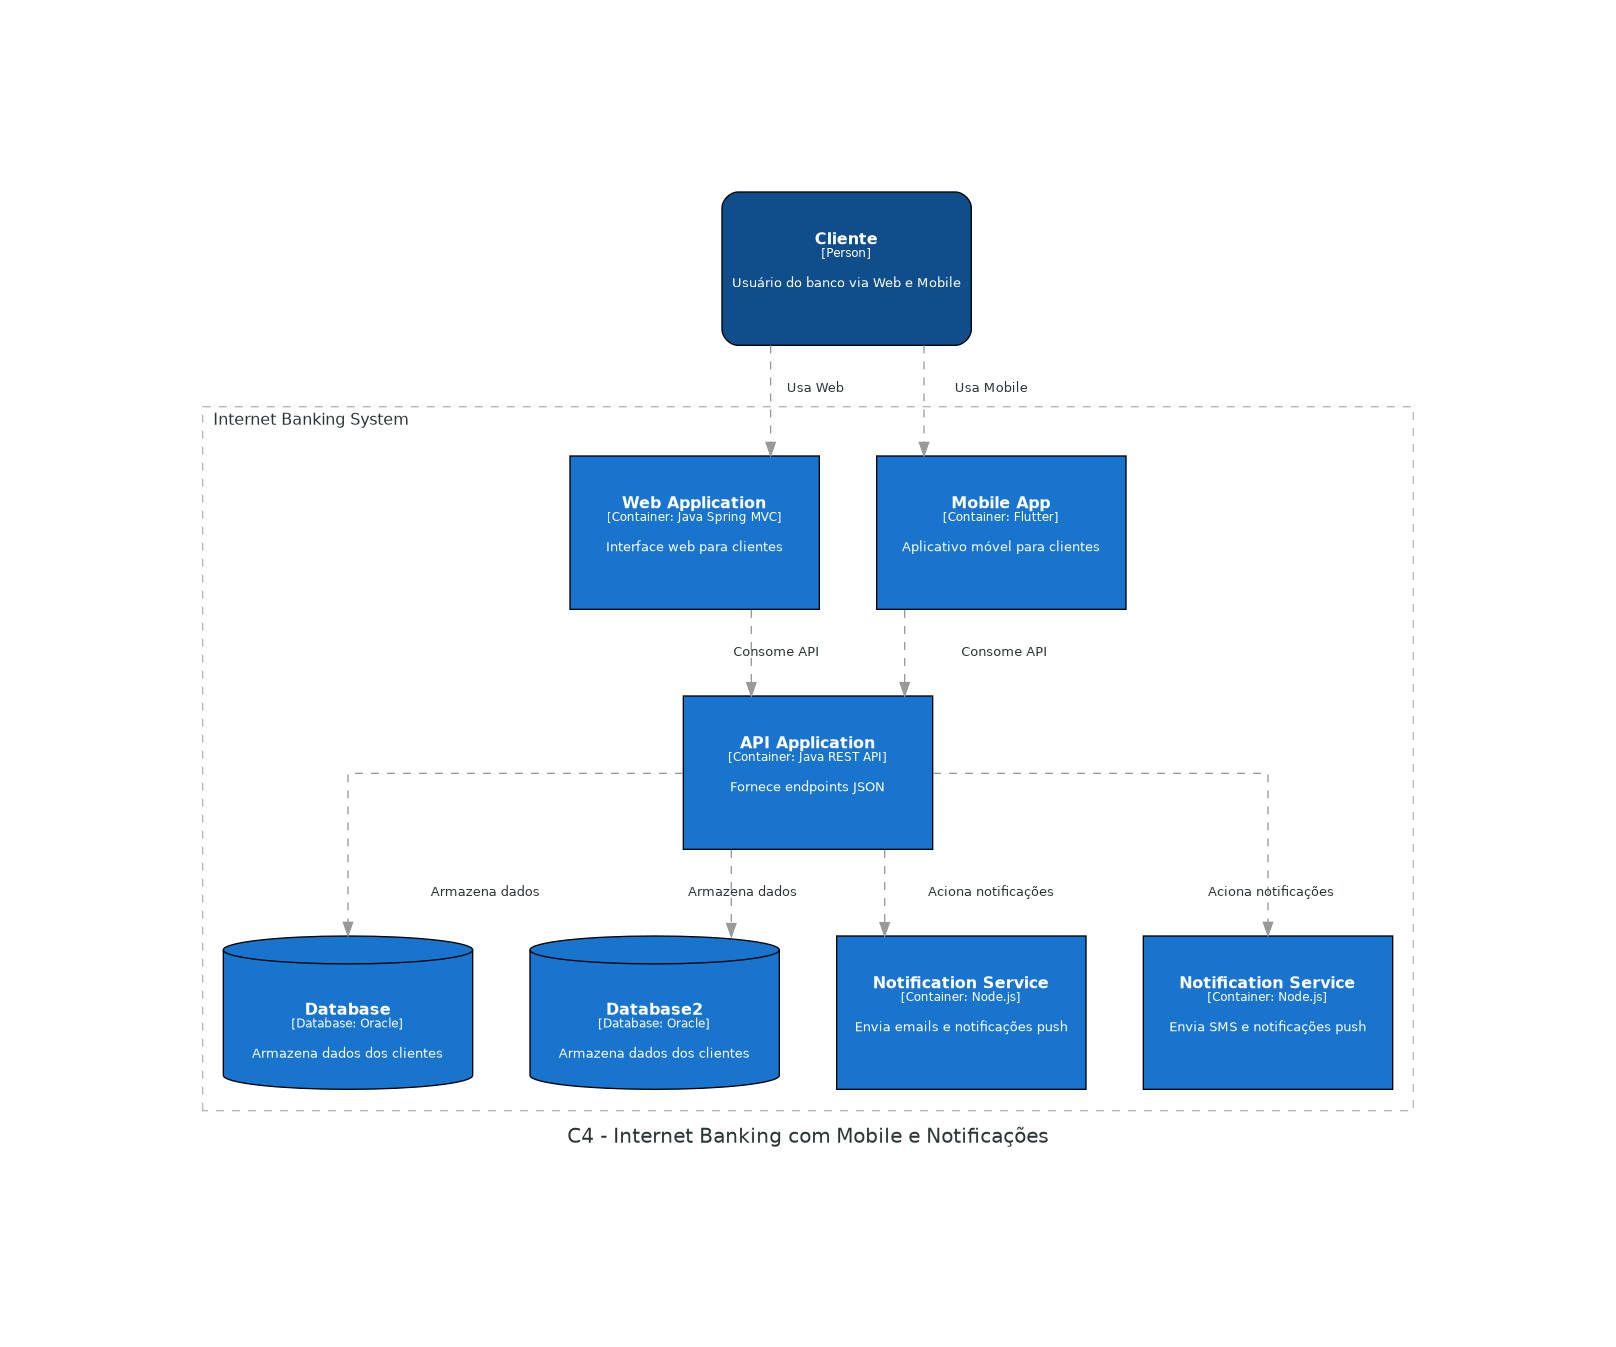 Cliente
[Person]
Usuário do banco via Web e Mobile
Usa Web
Usa Mobile
Internet Banking System
Web Application
[Container: Java Spring MVC]
Interface web para clientes
Mobile App
[Container: Flutter]
Aplicativo móvel para clientes
Consome API
Consome API
API Application
[Container: Java REST API]
Fornece endpoints JSON
Armazena dados
Armazena dados
Aciona notificações
Aciona notificações
Database
[Database: Oracle]
Armazena dados dos clientes
Database2
[Database: Oracle]
Armazena dados dos clientes
Notification Service
[Container: Node.js]
Envia emails e notificações push
Notification Service
[Container: Node.js]
Envia SMS e notificações push
C4 - Internet Banking com Mobile e Notificações